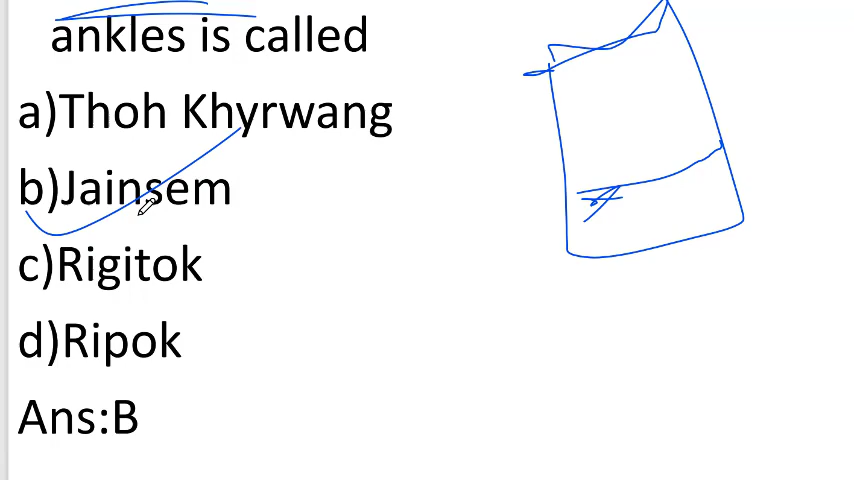 ankles is called
a)Thoh Khyrwang
b)Jainsem
c)Rigitok
d)Ripok
Ans:B